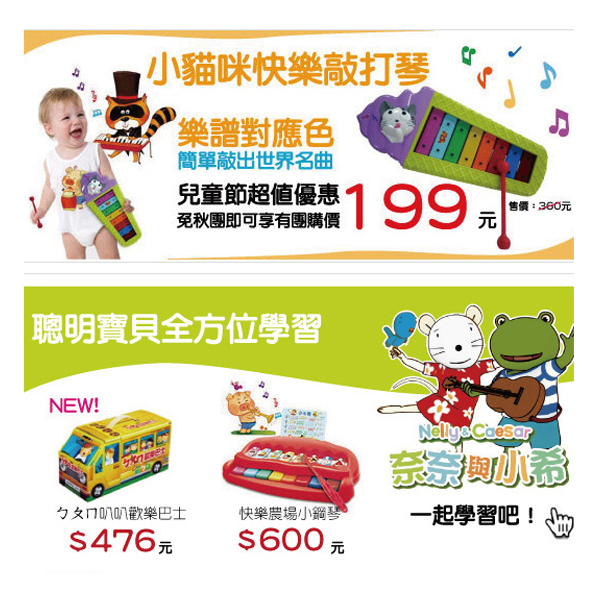 小貓咪快樂敲打琴
樂譜對應色
簡單敲出世界名曲
兒童節超值優惠
免秋團即可享有團購價
199元
售價：360元
聰明寶貝全方位學習
NEW!
ㄅㄆㄇ叭叭歡樂巴士
$476元
快樂農場小鋼琴
$600元
Nelly & Caesar
奈奈與小希
一起學習吧！